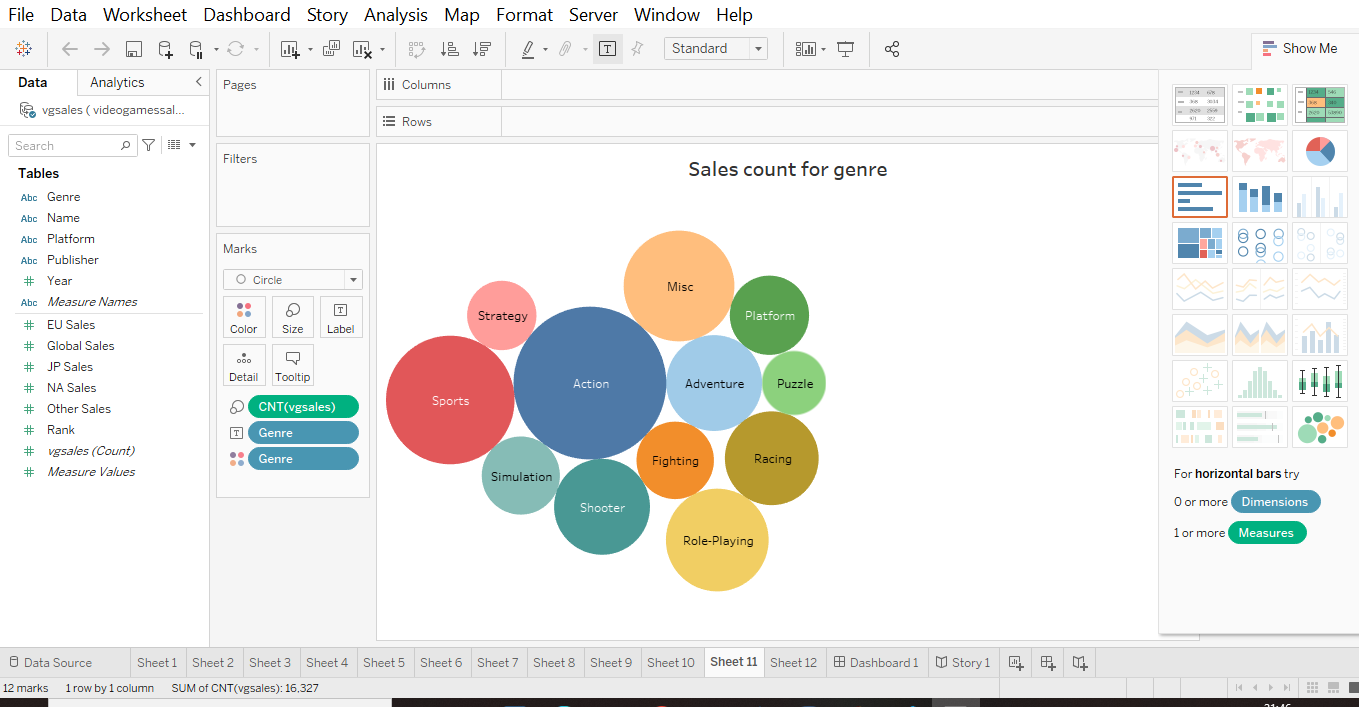 File Data Worksheet Dashboard Story Analysis Map Format Server Window Help
Standard
Show Me
Data Analytics
vgsales ( videogamessal...
Search
Tables
Abc Genre
Abc Name
Abc Platform
Abc Publisher
Year
Abc Measure Names
EU Sales
Global Sales
JP Sales
NA Sales
Other Sales
Rank
vgsales (Count)
Measure Values
Pages
Filters
Marks
Circle
Color Size Label
Detail Tooltip
CNT(vgsales)
Genre
Genre
Columns
Rows
Sales count for genre
Misc
Strategy
Platform
Action
Adventure
Puzzle
Sports
Fighting
Racing
Simulation
Shooter
Role-Playing
For horizontal bars try
0 or more Dimensions
1 or more Measures
Data Source Sheet 1 Sheet 2 Sheet 3 Sheet 4 Sheet 5 Sheet 6 Sheet 7 Sheet 8 Sheet 9 Sheet 10 Sheet 11 Sheet 12 Dashboard 1 Story 1
12 marks 1 row by 1 column SUM of CNT(vgsales): 16,327